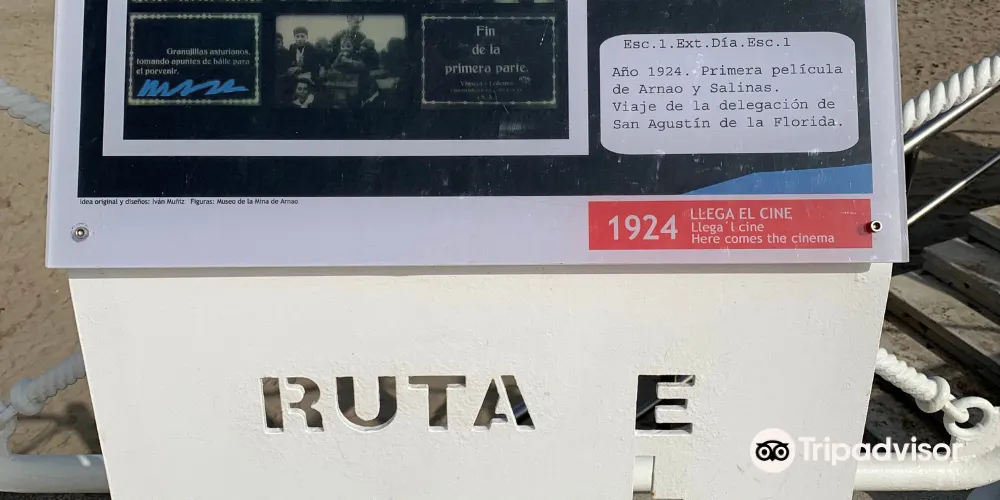 Granujillas asturianos,
tomando apuntes de baile para
el porvenir.
Fin
de la
primera parte.
Esc.1.Ext.Día.Esc.1
Año 1924. Primera película
de Arnao y Salinas.
Viaje de la delegación de
San Agustín de la Florida.
Idea original y diseños: Iván Muñiz Figuras: Museo de la Mina de Arnao
1924
LLEGA EL CINE
Llega'l cine
Here comes the cinema
RUTA E
Tripadvisor